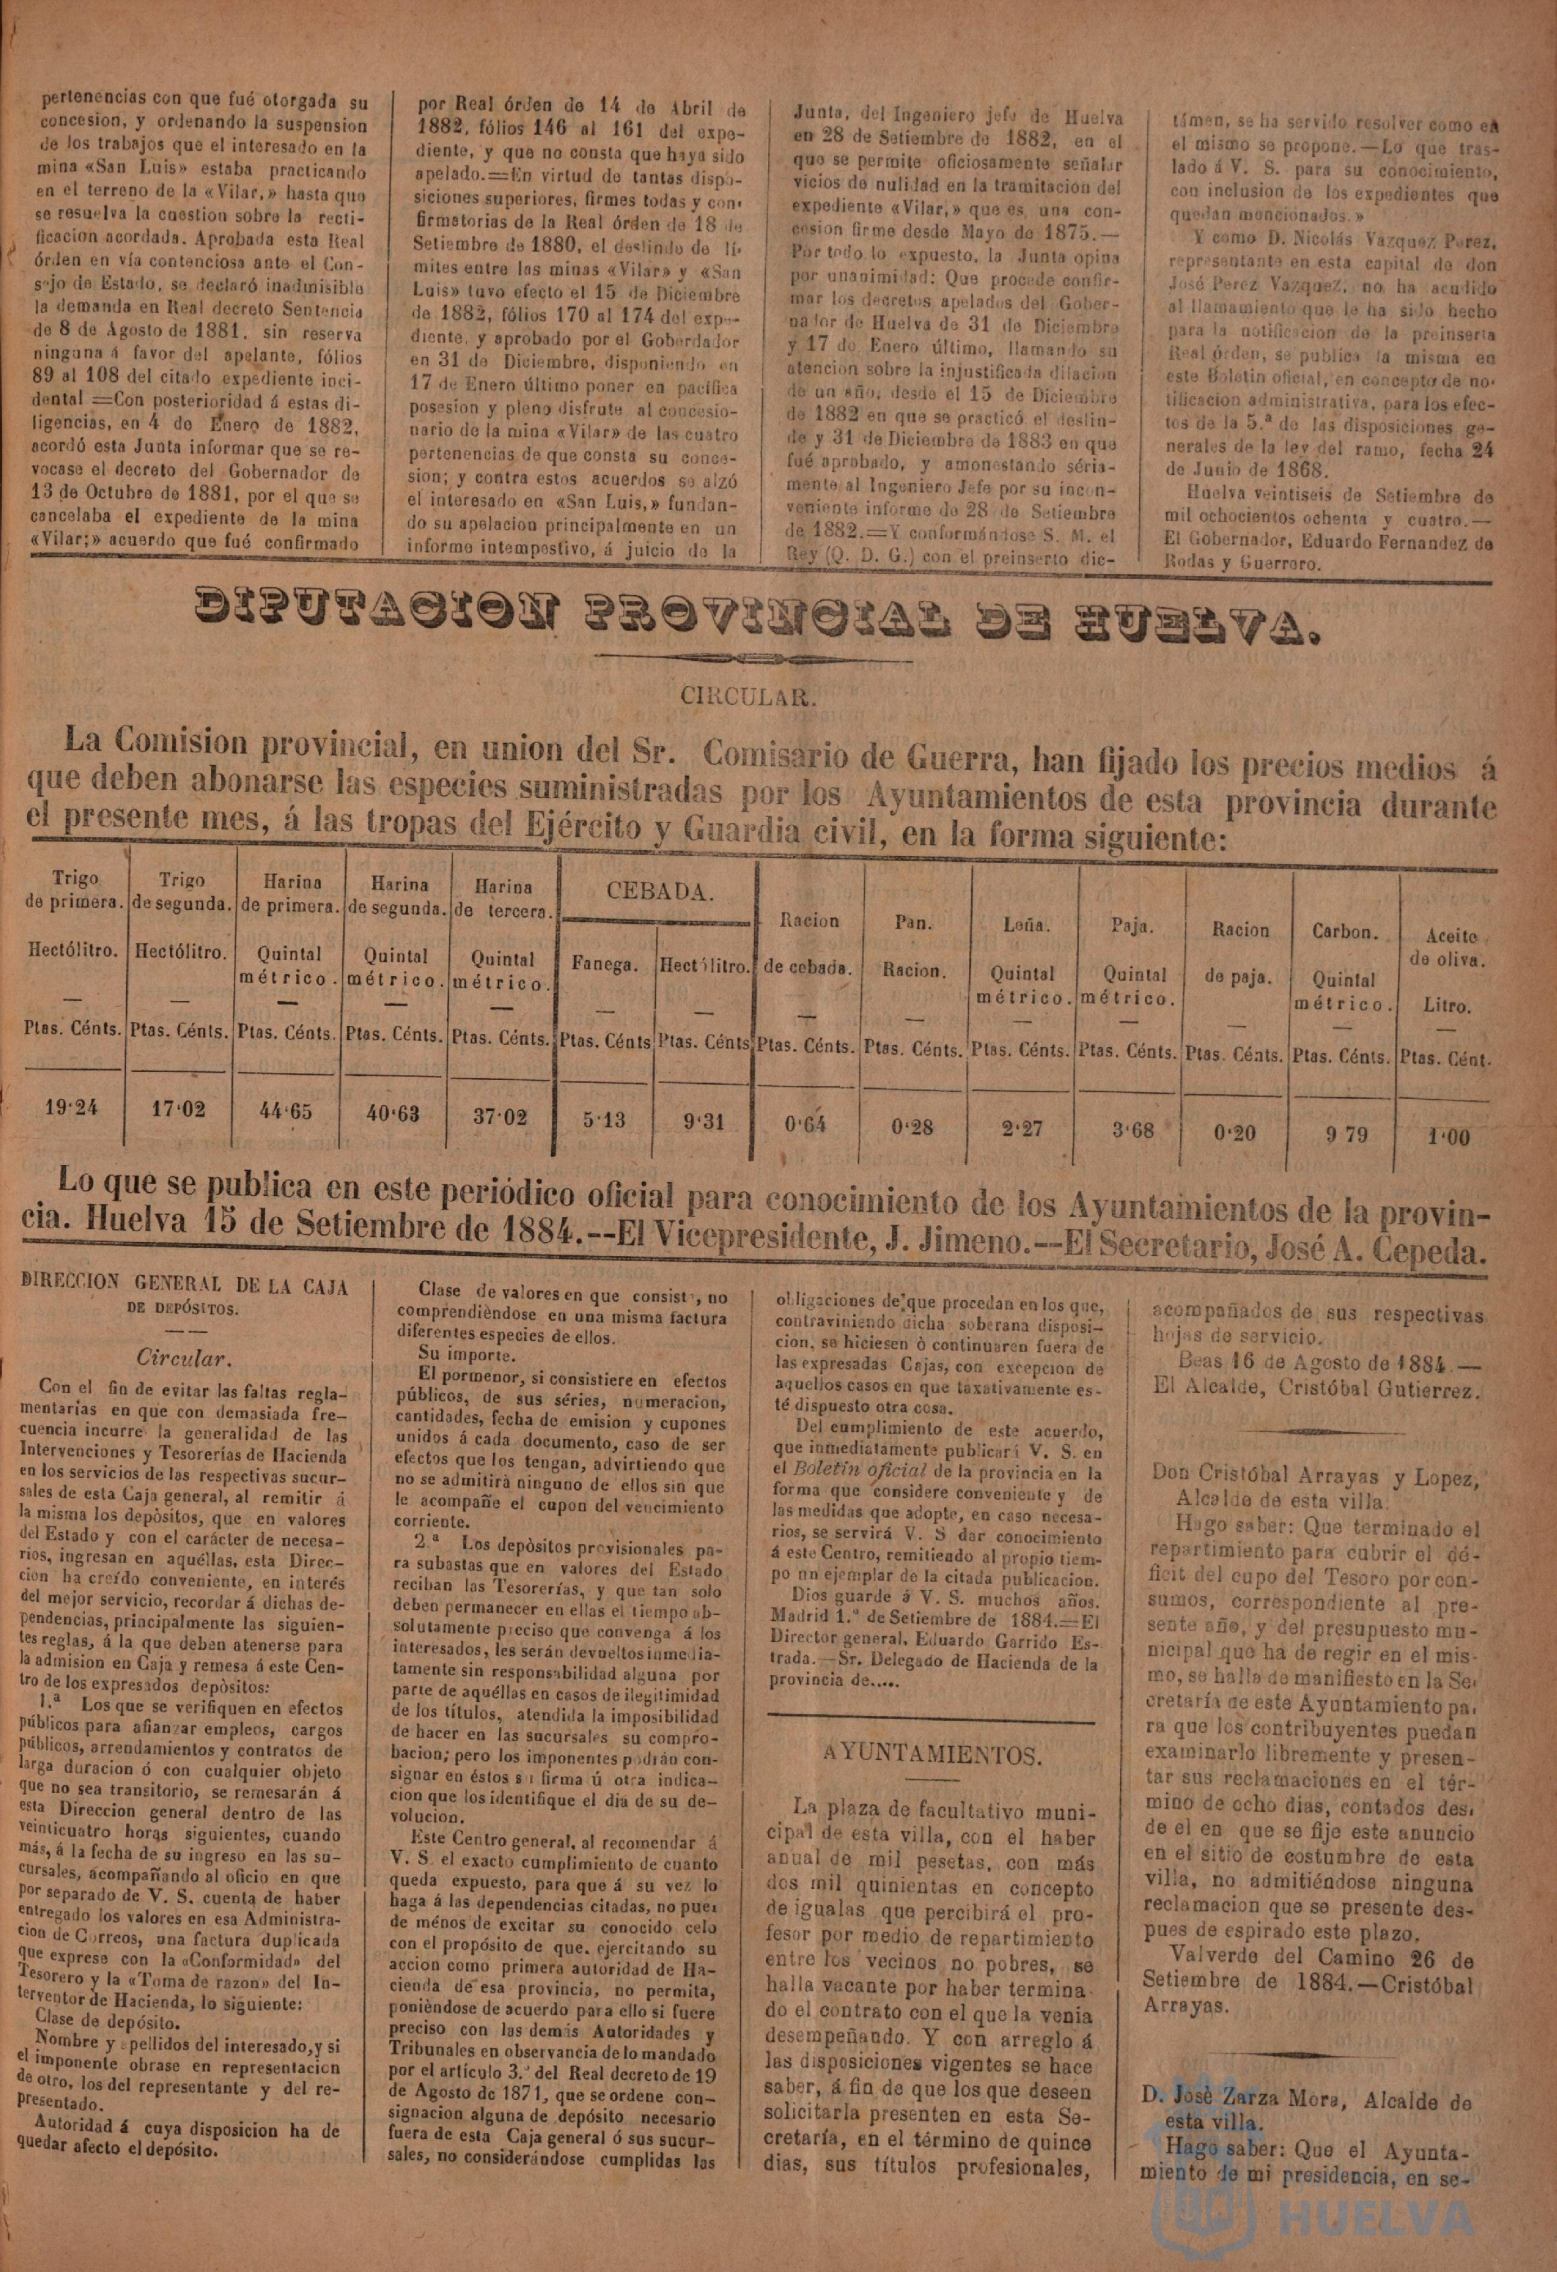 pertenencias con que fué otorgada su
concesion, y ordenando la suspension
de los trabajos que el interesado en la
mina «San Luis» estaba practicando
en el terreno de la «Vilar,» hasta que
se resuelva la cuestion sobre la recti-
ficacion acordada. Aprobada esta Real
órden en vía contenciosa ante el Con-
sejo de Estado, se declaró inadmisible
la demanda en Real decreto Sentencia
de 8 de Agosto de 1881, sin reserva
ninguna á favor del apelante, fólios
89 al 108 del citado expediente inci-
dental =Con posterioridad á estas di-
ligencias, en 4 de Enero de 1882,
acordó esta Junta informar que se re-
vocase el decreto del Gobernador de
13 de Octubre de 1881, por el que se
cancelaba el expediente de la mina
«Vilar;» acuerdo que fué confirmado
por Real órden de 14 de Abril de
1882, fólios 146 al 161 del expe-
diente, y que no consta que haya sido
apelado.=En virtud de tantas dispo-
siciones superiores, firmes todas y con-
firmatorias de la Real órden de 18 de
Setiembre de 1880, el deslinde de lí-
mites entre las minas «Vilar» y «San
Luis» tuvo efecto el 15 de Diciembre
de 1882, fólios 170 al 174 del expe-
diente, y aprobado por el Goberdador
en 31 de Diciembre, disponiendo en
17 de Enero último poner en pacífica
posesion y pleno disfrute al concesio-
nario de la mina «Vilar» de las cuatro
pertenencias de que consta su conce-
sion; y contra estos acuerdos se alzó
el interesado en «San Luis,» fundan-
do su apelacion principalmente en un
informe intempestivo, á juicio de la
Junta, del Ingeniero jefe de Huelva
en 28 de Setiembre de 1882, en el
que se permite oficiosamente señalar
vicios de nulidad en la tramitacion del
expediente «Vilar,» que es una con-
cesion firme desde Mayo de 1875.—
Por todo lo expuesto, la Junta opina
por unanimidad: Que procede confir-
mar los decretos apelados del Gober-
nador de Huelva de 31 de Diciembre
y 17 de Enero último, llamando su
atencion sobre la injustificada dilacion
de un año, desde el 15 de Diciembre
de 1882 en que se practicó el deslin-
de y 31 de Diciembre de 1883 en que
fué aprobado, y amonestando séria-
mente al Ingeniero Jefe por su incon-
veniente informe de 28 de Setiembre
de 1882.=Y conformándose S. M. el
Rey (Q. D. G.) con el preinserto dic-
támen, se ha servido resolver como en
el mismo se propone.—Lo que tras-
lado á V. S. para su conocimiento,
con inclusion de los expedientes que
quedan mencionados.»
Y como D. Nicolás Vazquez Perez,
representante en esta capital de don
José Perez Vazquez, no ha acudido
al llamamiento que le ha sido hecho
para la notificacion de la preinserta
Real órden, se publica la misma en
este Boletin oficial, en concepto de no-
tificacion administrativa, para los efec-
tos de la 5.ª de las disposiciones ge-
nerales de la ley del ramo, fecha 24
de Junio de 1868.
Huelva veintiseis de Setiembre de
mil ochocientos ochenta y cuatro.—
El Gobernador, Eduardo Fernandez de
Rodas y Guerrero.
DIPUTACION PROVINCIAL DE HUELVA.
CIRCULAR.
La Comision provincial, en union del Sr. Comisario de Guerra, han fijado los precios medios á
que deben abonarse las especies suministradas por los Ayuntamientos de esta provincia durante
el presente mes, á las tropas del Ejército y Guardia civil, en la forma siguiente:
Trigo Trigo Harina Harina Harina CEBADA. Racion Pan. Leña. Paja. Racion Carbon. Aceite
de primera. de segunda. de primera. de segunda. de tercera. de oliva.
Hectólitro. Hectólitro. Quintal Quintal Quintal Fanega. Hectólitro. de cebada. Racion. Quintal Quintal de paja. Quintal
métrico. métrico. métrico. métrico. métrico. métrico. Litro.
Ptas. Cénts. Ptas. Cénts. Ptas. Cénts. Ptas. Cénts. Ptas. Cénts. Ptas. Cénts Ptas. Cénts Ptas. Cénts. Ptas. Cénts. Ptas. Cénts. Ptas. Cénts. Ptas. Cénts. Ptas. Cénts. Ptas. Cént.
19·24 17·02 44·65 40·63 37·02 5·13 9·31 0·64 0·28 2·27 3·68 0·20 9 79 1·00
Lo que se publica en este periódico oficial para conocimiento de los Ayuntamientos de la provin-
cia. Huelva 15 de Setiembre de 1884.--El Vicepresidente, J. Jimeno.--El Secretario, José A. Cepeda.
DIRECCION GENERAL DE LA CAJA
DE DEPÓSITOS.
Circular.
Con el fin de evitar las faltas regla-
mentarias en que con demasiada fre-
cuencia incurre la generalidad de las
Intervenciones y Tesorerías de Hacienda
en los servicios de las respectivas sucur-
sales de esta Caja general, al remitir á
la misma los depòsitos, que en valores
del Estado y con el carácter de necesa-
rios, ingresan en aquéllas, esta Direc-
cion ha creído conveniente, en interés
del mejor servicio, recordar á dichas de-
pendencias, principalmente las siguien-
tes reglas, á la que deben atenerse para
la admision en Caja y remesa á este Cen-
tro de los expresados depòsitos:
1.ª Los que se verifiquen en efectos
públicos para afianzar empleos, cargos
públicos, arrendamientos y contratos de
larga duracion ó con cualquier objeto
que no sea transitorio, se remesarán á
esta Direccion general dentro de las
veinticuatro horas siguientes, cuando
más, á la fecha de su ingreso en las su-
cursales, acompañando al oficio en que
por separado de V. S. cuenta de haber
entregado los valores en esa Administra-
cion de Correos, una factura duplicada
que exprese con la «Conformidad» del
Tesorero y la «Toma de razon» del In-
terventor de Hacienda, lo siguiente:
Clase de depósito.
Nombre y apellidos del interesado, y si
el imponente obrase en representacion
de otro, los del representante y del re-
presentado.
Autoridad á cuya disposicion ha de
quedar afecto el depósito.
Clase de valores en que consista, no
comprendièndose en una misma factura
diferentes especies de ellos.
Su importe.
El pormenor, si consistiere en efectos
públicos, de sus séries, numeracion,
cantidades, fecha de emision y cupones
unidos á cada documento, caso de ser
efectos que los tengan, advirtiendo que
no se admitirà ninguno de ellos sin que
le acompañe el cupon del vencimiento
corriente.
2.ª Los depòsitos provisionales pa-
ra subastas que en valores del Estado
reciban las Tesorerías, y que tan solo
deben permanecer en ellas el tiempo ab-
solutamente preciso que convenga á los
interesados, les serán devueltos inmedia-
tamente sin responsabilidad alguna por
parte de aquéllas en casos de ilegitimidad
de los títulos, atendida la imposibilidad
de hacer en las sucursales su compro-
bacion; pero los imponentes podrán con-
signar en éstos su firma ú otra indica-
cion que los identifique el dia de su de-
volucion.
Este Centro general, al recomendar á
V. S. el exacto cumplimiento de cuanto
queda expuesto, para que á su vez lo
haga á las dependencias citadas, no puer
de ménos de excitar su conocido celo
con el propósito de que, ejercitando su
accion como primera autoridad de Ha-
cienda de esa provincia, no permita,
poniéndose de acuerdo para ello si fuere
preciso con las demás Autoridades y
Tribunales en observancia de lo mandado
por el artículo 3.º del Real decreto de 19
de Agosto de 1871, que se ordene con-
signacion alguna de depósito necesario
fuera de esta Caja general ó sus sucur-
sales, no considerándose cumplidas las
obligaciones de que procedan en los que,
contraviniendo dicha soberana disposi-
cion, se hiciesen ò continuaren fuera de
las expresadas Cajas, con excepcion de
aquellos casos en que taxativamente es-
té dispuesto otra cosa.
Del cumplimiento de este acuerdo,
que inmediatamente publicará V. S. en
el Boletin oficial de la provincia en la
forma que considere conveniente y de
las medidas que adopte, en caso necesa-
rios, se servirá V. S dar conocimiento
á este Centro, remitiendo al propio tiem-
po un ejemplar de la citada publicacion.
Dios guarde á V. S. muchos años.
Madrid 1.º de Setiembre de 1884.=El
Director general, Eduardo Garrido Es-
trada.—Sr. Delegado de Hacienda de la
provincia de.....
AYUNTAMIENTOS.
La plaza de facultativo muni-
cipal de esta villa, con el haber
anual de mil pesetas, con más
dos mil quinientas en concepto
de igualas que percibirá el pro-
fesor por medio de repartimiento
entre los vecinos no pobres, se
halla vacante por haber termina-
do el contrato con el que la venia
desempeñando. Y con arreglo á
las disposiciones vigentes se hace
saber, á fin de que los que deseen
solicitarla presenten en esta Se-
cretaría, en el término de quince
dias, sus títulos profesionales,
acompañados de sus respectivas
hojas de servicio.
Beas 16 de Agosto de 1884.—
El Alcalde, Cristóbal Gutierrez.
Don Cristóbal Arrayas y Lopez,
Alcalde de esta villa.
Hago saber: Que terminado el
repartimiento para cubrir el dé-
ficit del cupo del Tesoro por con-
sumos, correspondiente al pre-
sente año, y del presupuesto mu-
nicipal que ha de regir en el mis-
mo, se halla de manifiesto en la Se-
cretaría de este Ayuntamiento pa-
ra que los contribuyentes puedan
examinarlo libremente y presen-
tar sus reclamaciones en el tér-
mino de ocho dias, contados des-
de el en que se fije este anuncio
en el sitio de costumbre de esta
villa, no admitiéndose ninguna
reclamacion que se presente des-
pues de espirado este plazo.
Valverde del Camino 26 de
Setiembre de 1884.—Cristóbal
Arrayas.
D. Josè Zarza Mora, Alcalde de
esta villa.
Hago saber: Que el Ayunta-
miento de mi presidencia, en se-
HUELVA